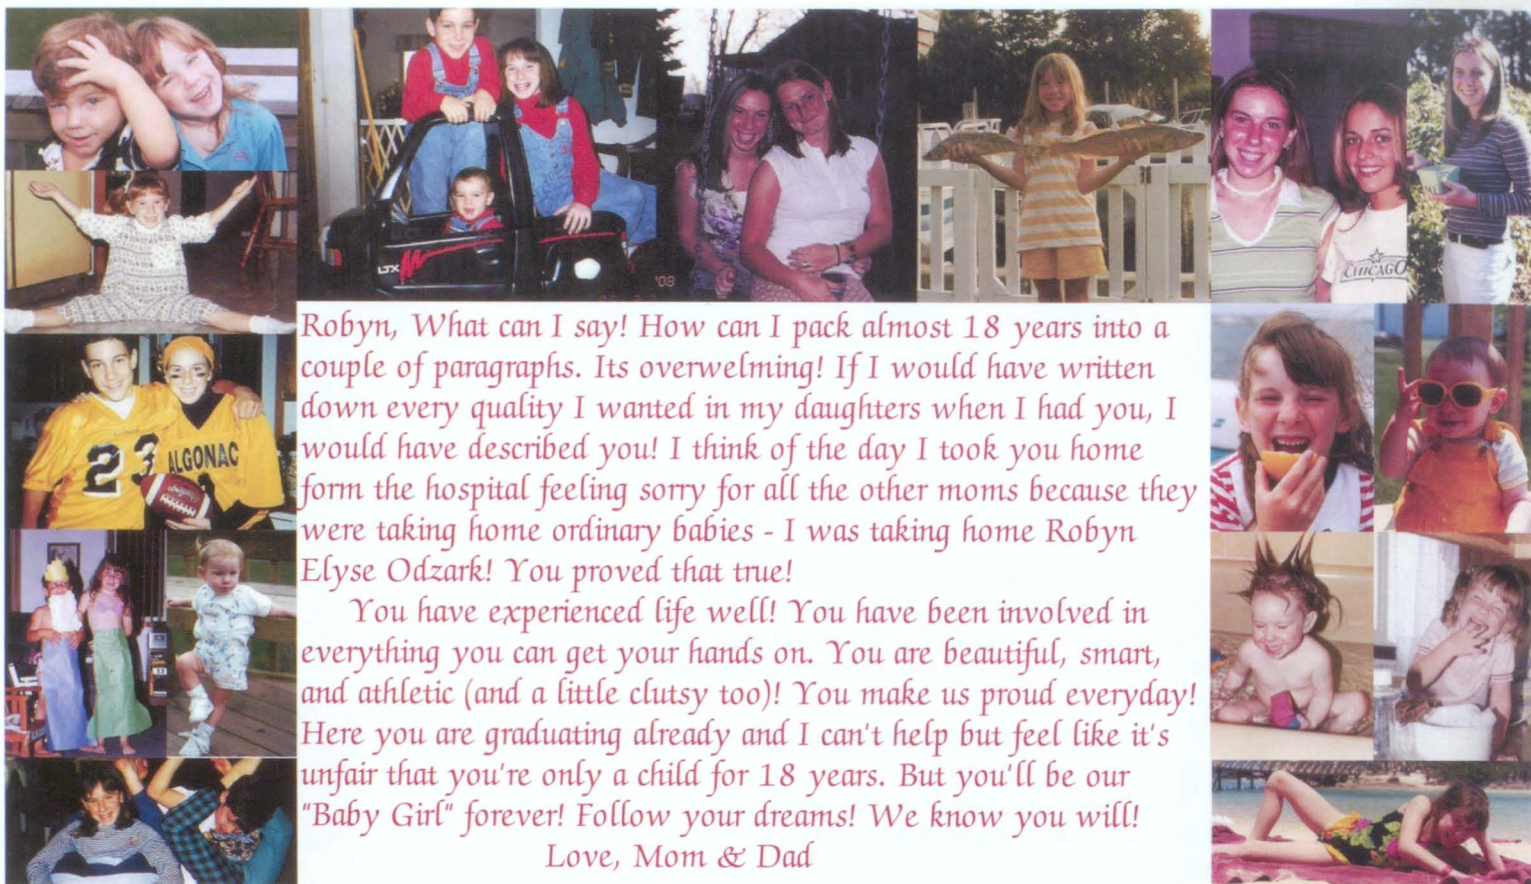 LTX
'08
CHICAGO
23
ALGONAC
Robyn, What can I say! How can I pack almost 18 years into a
couple of paragraphs. Its overwelming! If I would have written
down every quality I wanted in my daughters when I had you, I
would have described you! I think of the day I took you home
form the hospital feeling sorry for all the other moms because they
were taking home ordinary babies - I was taking home Robyn
Elyse Odzark! You proved that true!
You have experienced life well! You have been involved in
everything you can get your hands on. You are beautiful, smart,
and athletic (and a little clutsy too)! You make us proud everyday!
Here you are graduating already and I can't help but feel like it's
unfair that you're only a child for 18 years. But you'll be our
"Baby Girl" forever! Follow your dreams! We know you will!
Love, Mom & Dad